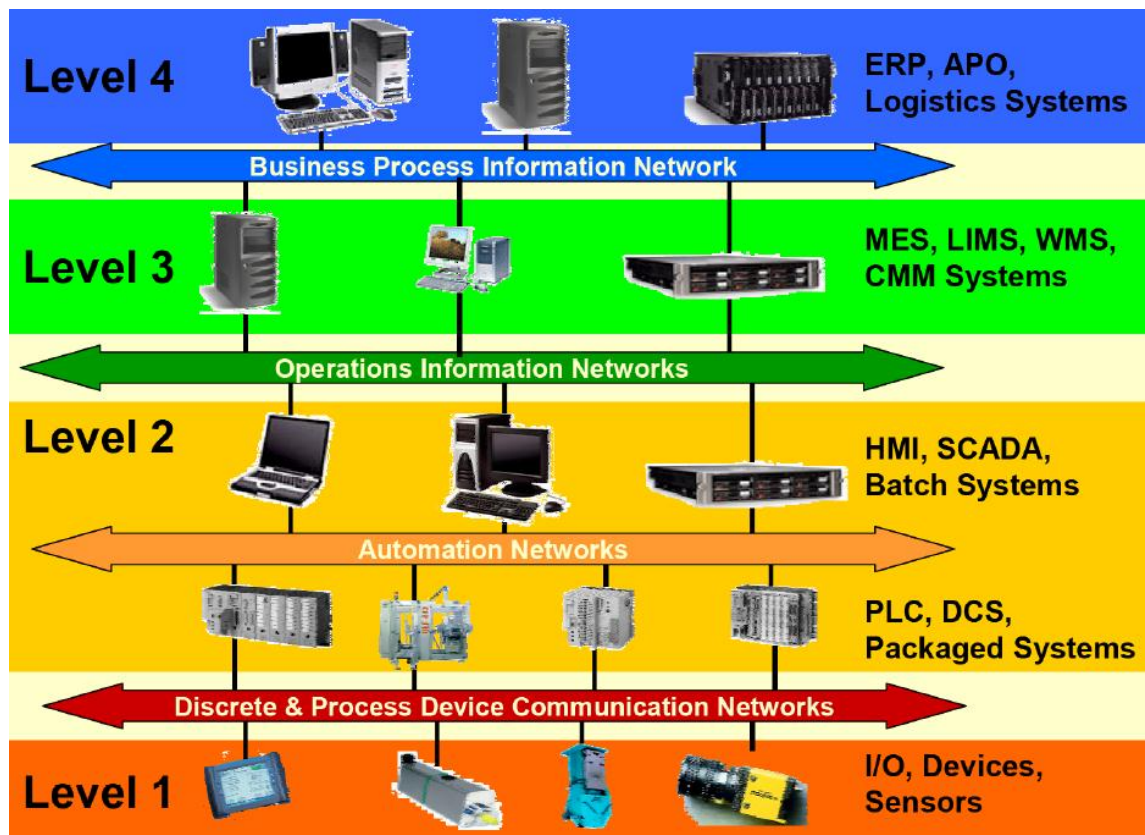 Level 4
ERP, APO,
Logistics Systems
Business Process Information Network
Level 3
MES, LIMS, WMS,
CMM Systems
Operations Information Networks
Level 2
HMI, SCADA,
Batch Systems
Automation Networks
PLC, DCS,
Packaged Systems
Discrete & Process Device Communication Networks
Level 1
I/O, Devices,
Sensors